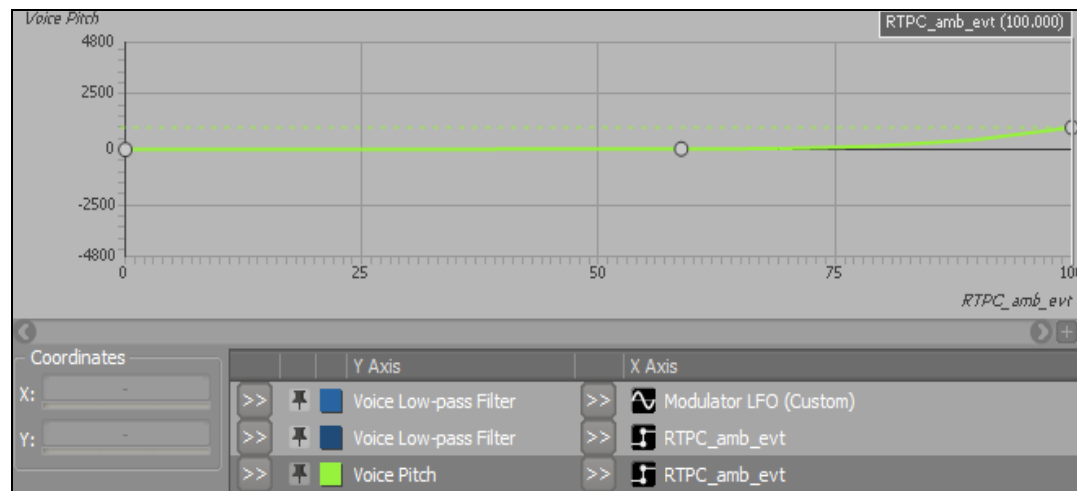 Voice Pitch
RTPC_amb_evt (100.000)
4800
2500
0
-2500
-4800
0
25
50
75
10
RTPC_amb_evt
Coordinates
Y Axis
X Axis
X:
-
>>
Voice Low-pass Filter
>>
Modulator LFO (Custom)
Y:
-
>>
Voice Low-pass Filter
>>
RTPC_amb_evt
>>
Voice Pitch
>>
RTPC_amb_evt